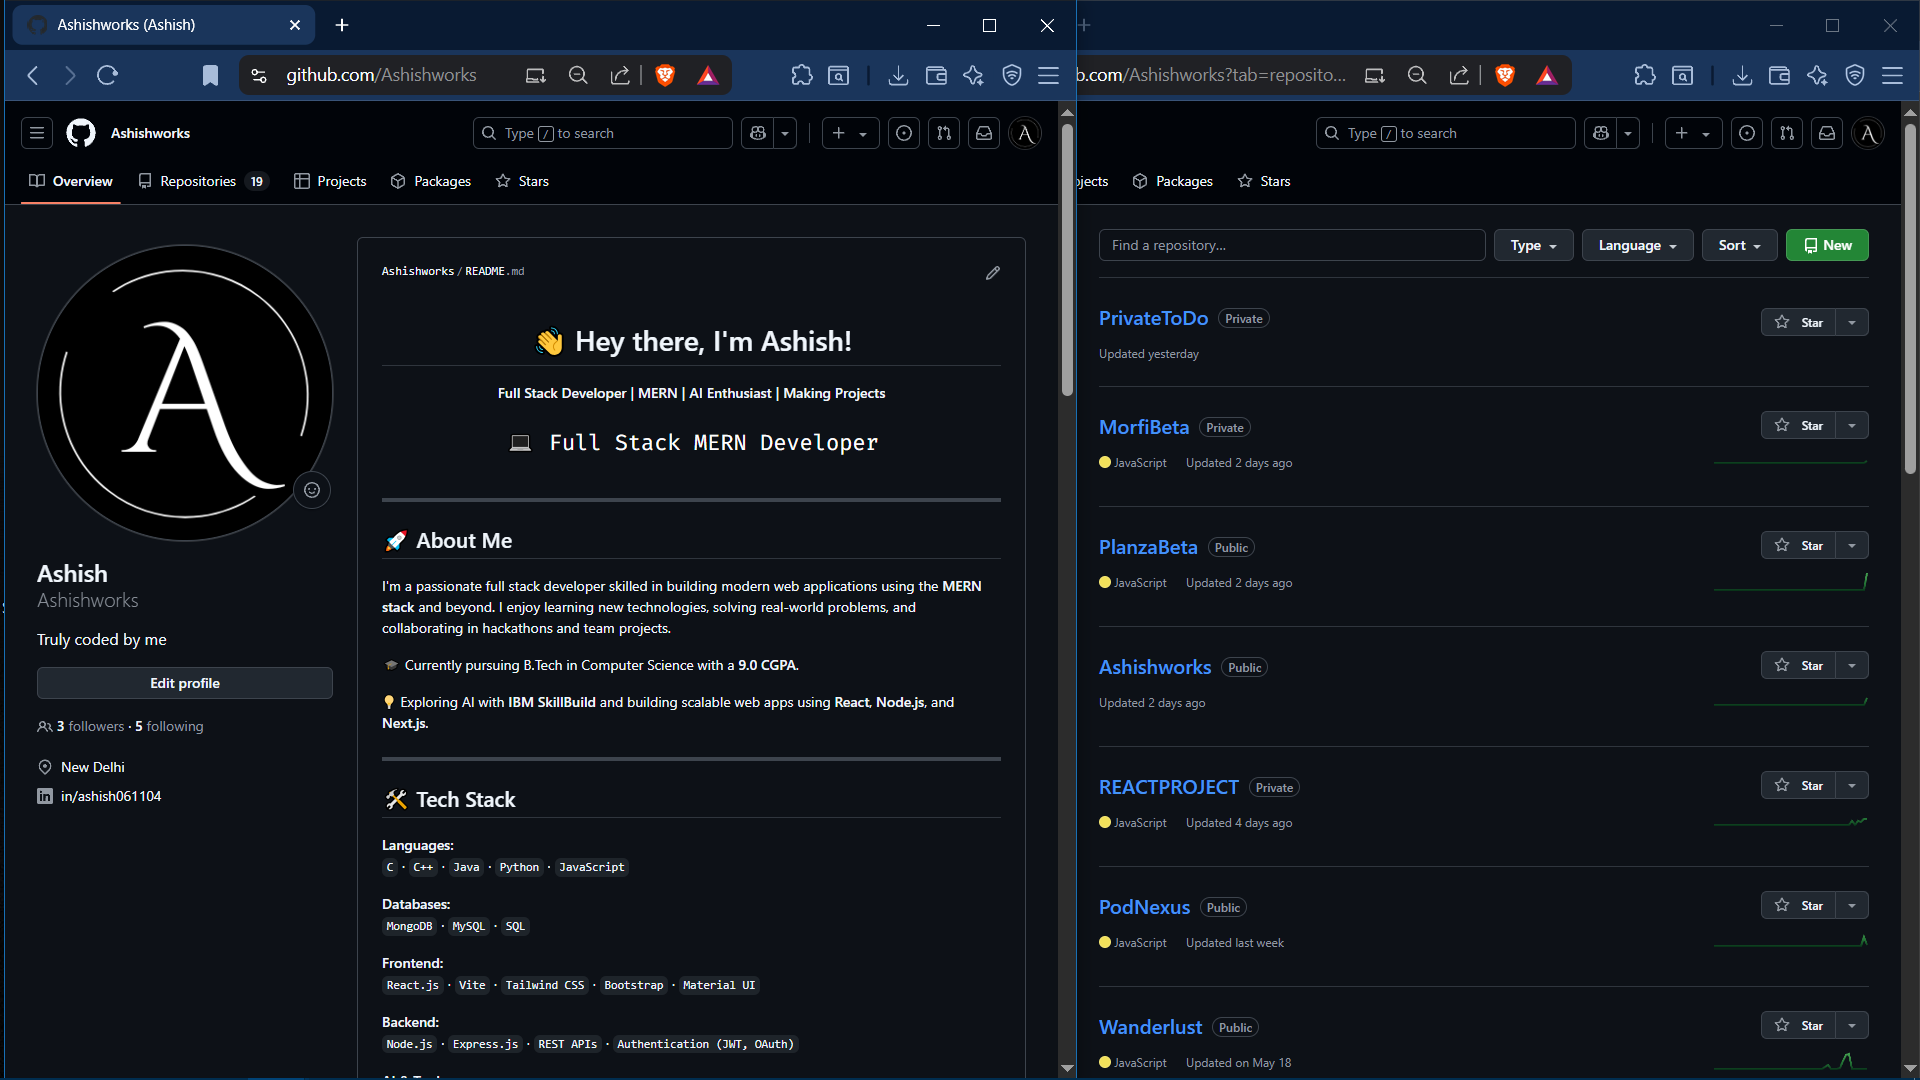 Ashishworks (Ashish)
github.com/Ashishworks
Ashishworks
Type / to search
Overview
Repositories 19
Projects
Packages
Stars
Ashish
Ashishworks
Truly coded by me
Edit profile
3 followers · 5 following
New Delhi
in/ashish061104
Ashishworks / README.md
👋 Hey there, I'm Ashish!
Full Stack Developer | MERN | AI Enthusiast | Making Projects
💻 Full Stack MERN Developer
🚀 About Me
I'm a passionate full stack developer skilled in building modern web applications using the MERN
stack and beyond. I enjoy learning new technologies, solving real-world problems, and
collaborating in hackathons and team projects.
🎓 Currently pursuing B.Tech in Computer Science with a 9.0 CGPA.
💡 Exploring AI with IBM SkillBuild and building scalable web apps using React, Node.js, and
Next.js.
🛠️ Tech Stack
Languages:
C · C++ · Java · Python · JavaScript
Databases:
MongoDB · MySQL · SQL
Frontend:
React.js · Vite · Tailwind CSS · Bootstrap · Material UI
Backend:
Node.js · Express.js · REST APIs · Authentication (JWT, OAuth)
b.com/Ashishworks?tab=reposito...
Type / to search
jects
Packages
Stars
Find a repository...
Type
Language
Sort
New
PrivateToDo Private
Star
Updated yesterday
MorfiBeta Private
Star
JavaScript Updated 2 days ago
PlanzaBeta Public
Star
JavaScript Updated 2 days ago
Ashishworks Public
Star
Updated 2 days ago
REACTPROJECT Private
Star
JavaScript Updated 4 days ago
PodNexus Public
Star
JavaScript Updated last week
Wanderlust Public
Star
JavaScript Updated on May 18